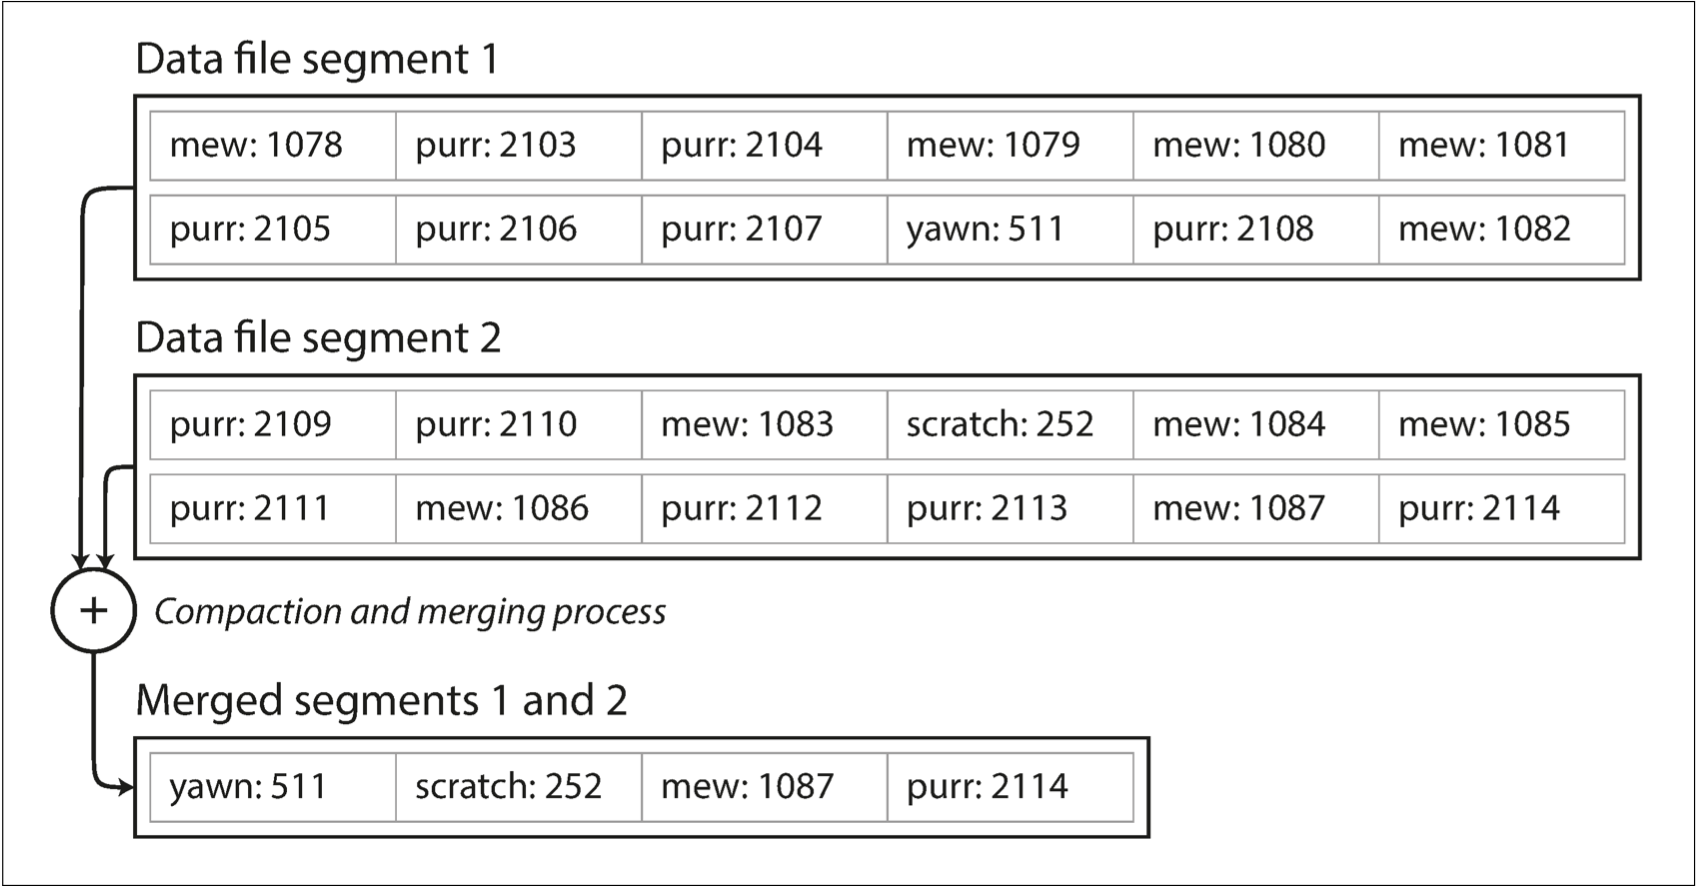 Data file segment 1
mew: 1078 purr: 2103 purr: 2104 mew: 1079 mew: 1080 mew: 1081
purr: 2105 purr: 2106 purr: 2107 yawn: 511 purr: 2108 mew: 1082
Data file segment 2
purr: 2109 purr: 2110 mew: 1083 scratch: 252 mew: 1084 mew: 1085
purr: 2111 mew: 1086 purr: 2112 purr: 2113 mew: 1087 purr: 2114
+ Compaction and merging process
Merged segments 1 and 2
yawn: 511 scratch: 252 mew: 1087 purr: 2114